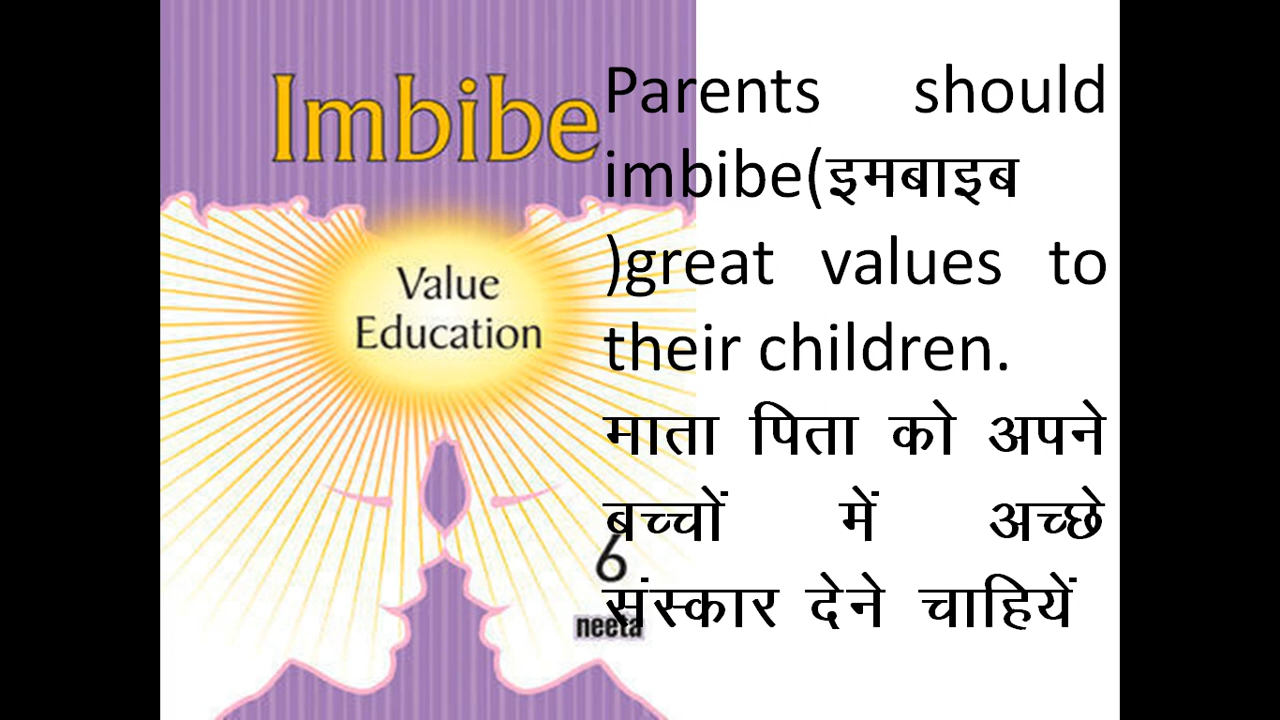 Imbibe
Value
Education
6
neeta
Parents should
imbibe(इमबाइब
)great values to
their children.
माता पिता को अपने
बच्चों में अच्छे
संस्कार देने चाहियें